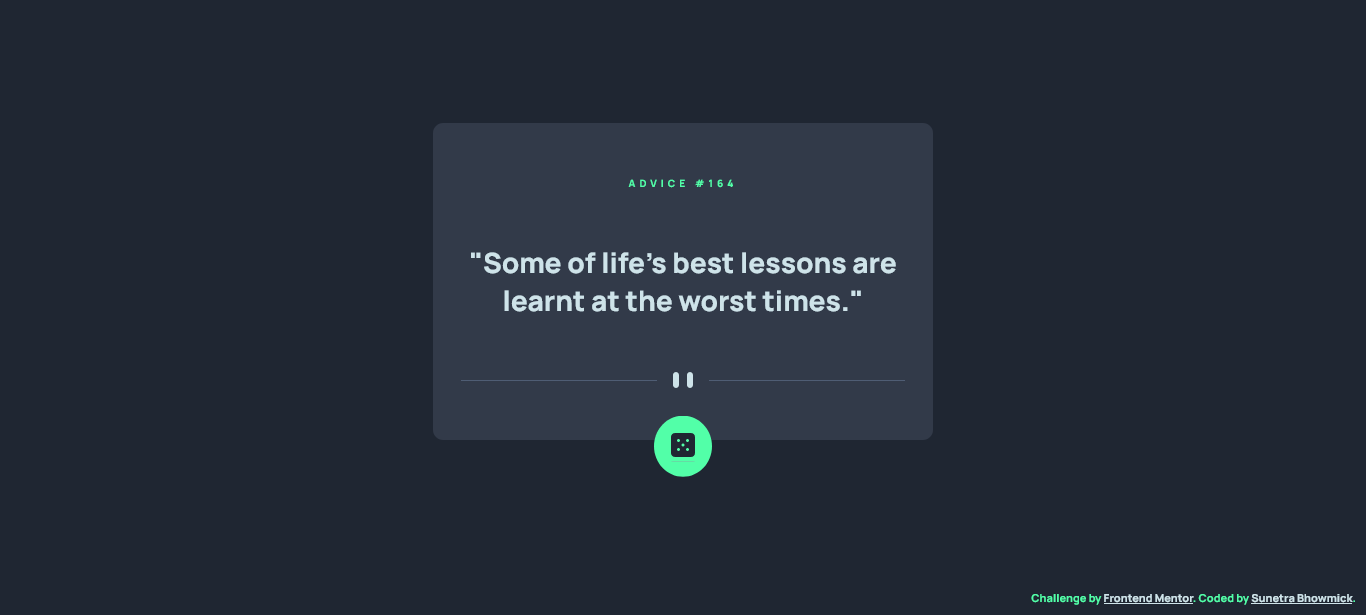 ADVICE #164
"Some of life's best lessons are
learnt at the worst times."
Challenge by Frontend Mentor. Coded by Sunetra Bhowmick.